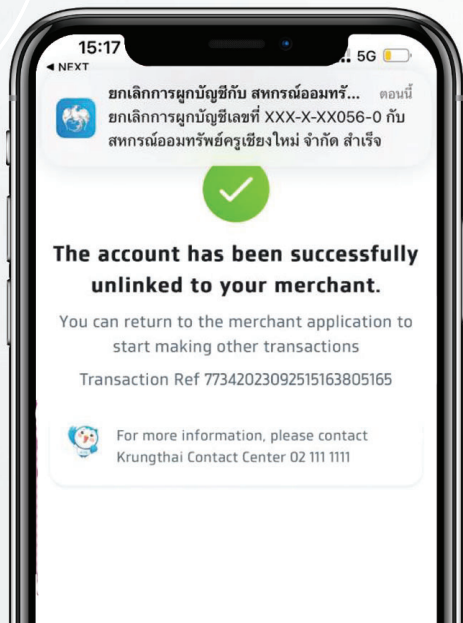 15:17
5G
◀ NEXT
ยกเลิกการผูกบัญชีกับ สหกรณ์ออมทรั... ตอนนี้
ยกเลิกการผูกบัญชีเลขที่ XXX-X-XX056-0 กับ
สหกรณ์ออมทรัพย์ครูเชียงใหม่ จำกัด สำเร็จ
The account has been successfully
unlinked to your merchant.
You can return to the merchant application to
start making other transactions
Transaction Ref 77342023092515163805165
For more information, please contact
Krungthai Contact Center 02 111 1111